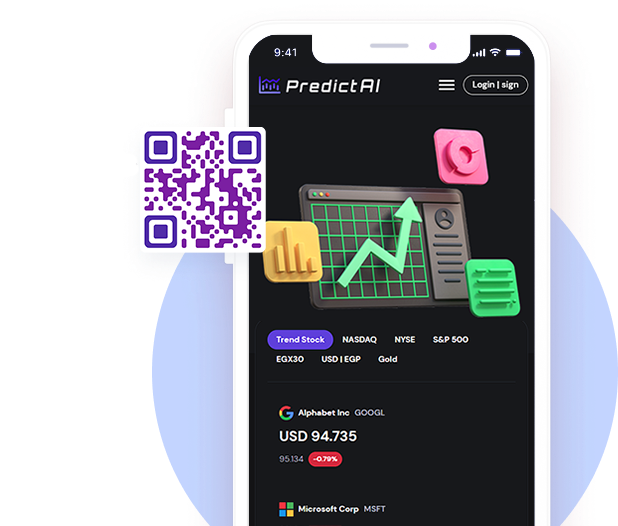 9:41
PredictAI
Login | sign
Trend Stock NASDAQ NYSE S&P 500
EGX30 USD | EGP Gold
Alphabet Inc GOOGL
USD 94.735
95.134 -0.79%
Microsoft Corp MSFT